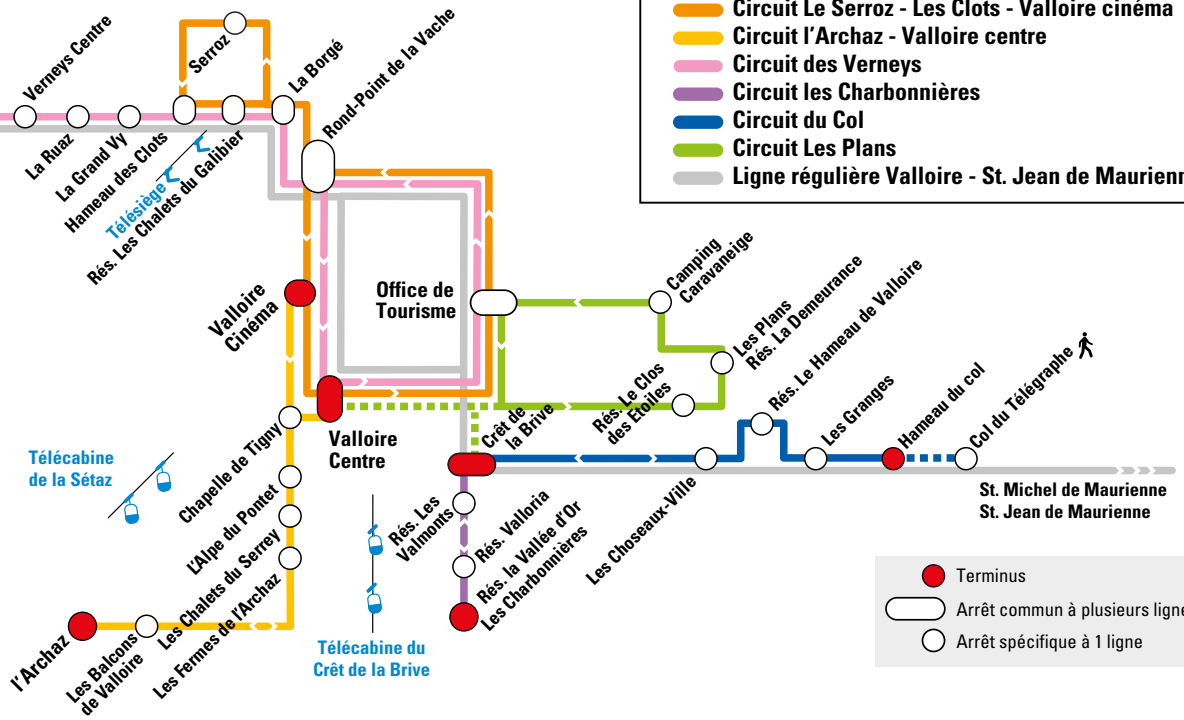 Circuit Le Serroz - Les Clots - Valloire cinéma
Circuit l'Archaz - Valloire centre
Circuit des Verneys
Circuit les Charbonnières
Circuit du Col
Circuit Les Plans
Ligne régulière Valloire - St. Jean de Maurienn
Verneys Centre
La Ruaz
La Grand Vy
Hameau des Clots
Télésiège
Rés. Les Chalets du Galibier
Serroz
La Borgé
Rond-Point de la Vache
Valloire
Cinéma
Office de
Tourisme
Camping
Caravaneige
Les Plans
Rés. La Demeurance
Rés. Le Clos
des Etoiles
Rés. Le Hameau de Valloire
Les Granges
Hameau du col
Col du Télégraphe
Valloire
Centre
Crêt de
la Brive
Les Choseaux-Ville
St. Michel de Maurienne
St. Jean de Maurienne
Télécabine
de la Sétaz
Chapelle de Tigny
L'Alpe du Pontet
Les Chalets du Serrey
Les Fermes de l'Archaz
l'Archaz
Les Balcons
de Valloire
Télécabine du
Crêt de la Brive
Rés. Les
Valmonts
Rés. Valloria
Rés. la Vallée d'Or
Les Charbonnières
Terminus
Arrêt commun à plusieurs ligne
Arrêt spécifique à 1 ligne